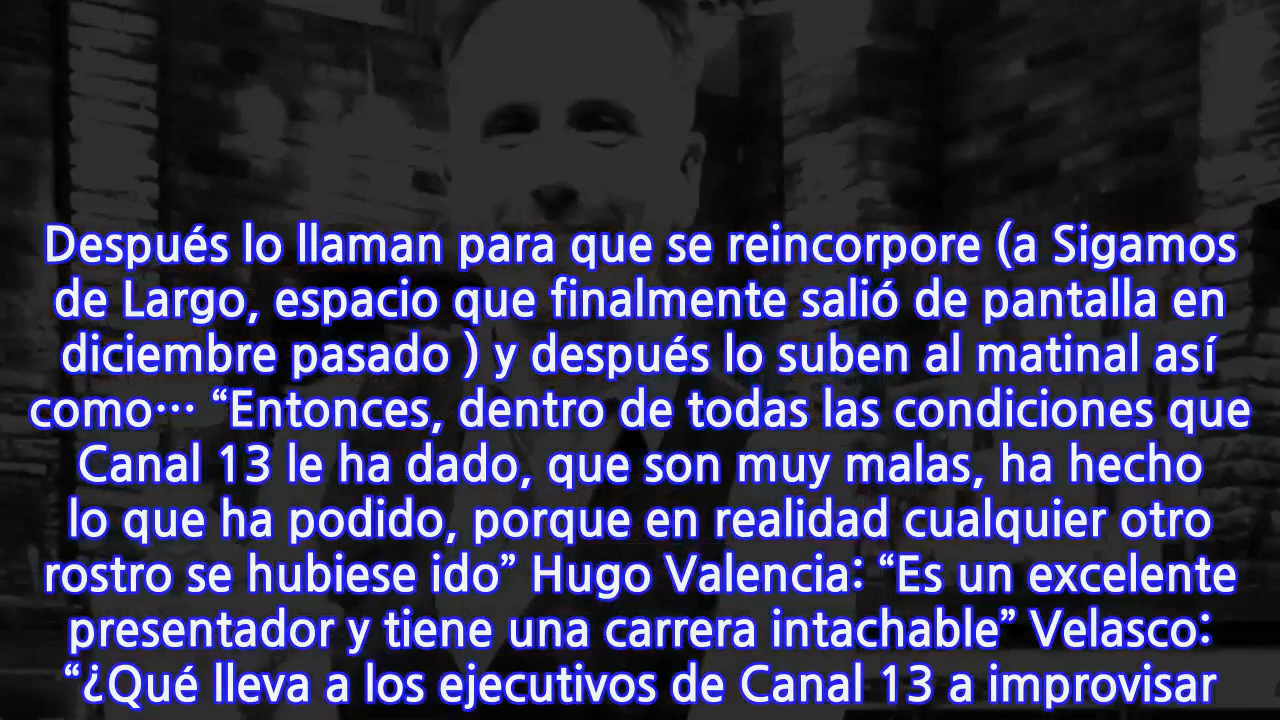 Después lo llaman para que se reincorpore (a Sigamos
de Largo, espacio que finalmente salió de pantalla en
diciembre pasado ) y después lo suben al matinal así
como… “Entonces, dentro de todas las condiciones que
Canal 13 le ha dado, que son muy malas, ha hecho
lo que ha podido, porque en realidad cualquier otro
rostro se hubiese ido” Hugo Valencia: “Es un excelente
presentador y tiene una carrera intachable” Velasco:
“¿Qué lleva a los ejecutivos de Canal 13 a improvisar